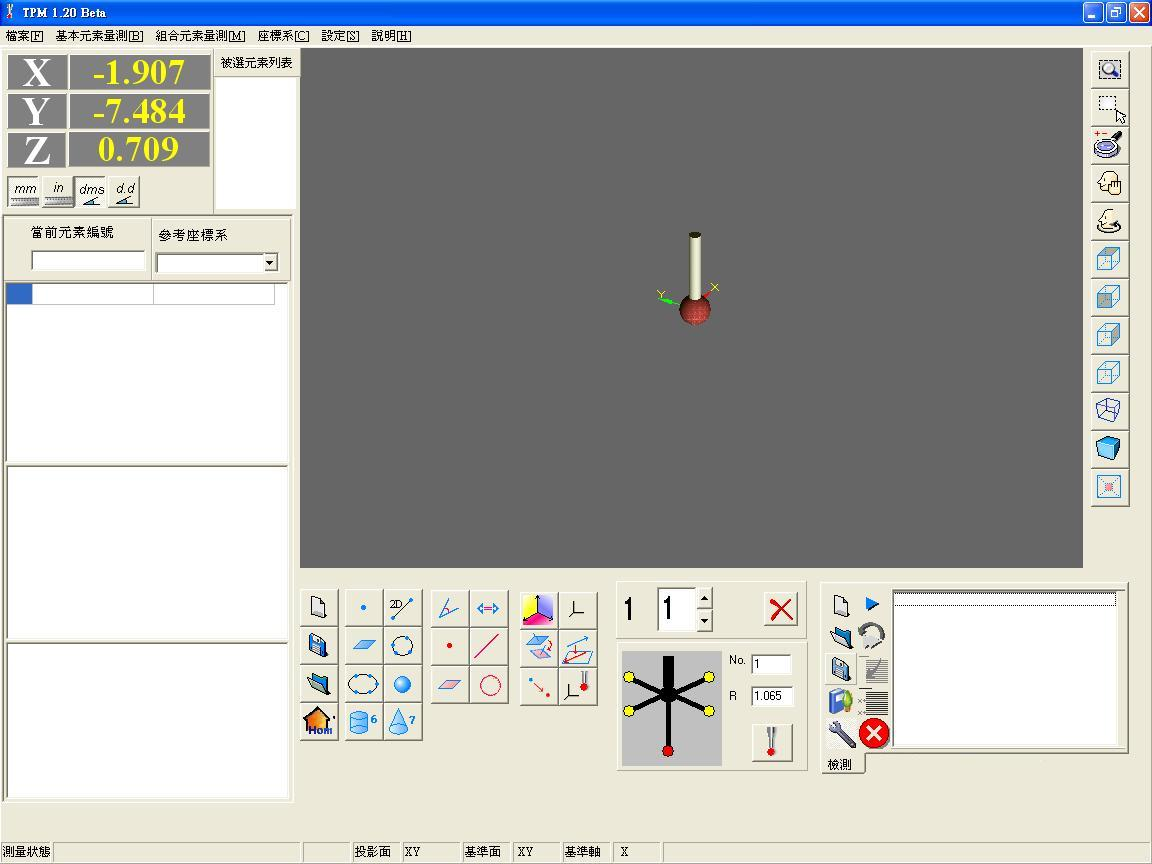 TPM 1.20 Beta
檔案[F] 基本元素量測[B] 組合元素量測[M] 座標系[C] 設定[S] 說明[H]
X -1.907
Y -7.484
Z 0.709
被選元素列表
mm in dms d.d
當前元素編號
參考座標系
Y X
2D
Hom
6 7
1 1
No. 1
R 1.065
檢測
測量狀態 投影面 XY 基準面 XY 基準軸 X